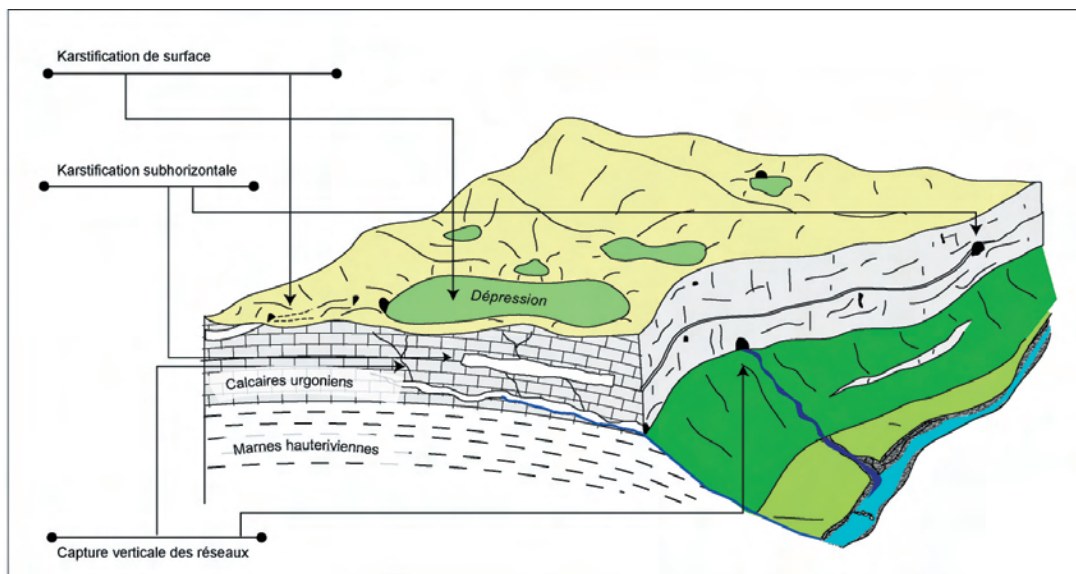 Karstification de surface
Karstification subhorizontale
Dépression
Calcaires urgoniens
Marnes hauteriviennes
Capture verticale des réseaux